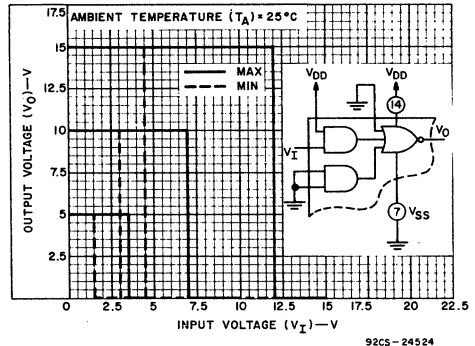 AMBIENT TEMPERATURE (TA) = 25°C
17.5
15
12.5
10
7.5
5
2.5
OUTPUT VOLTAGE (VO)—V
MAX
MIN
VDD
VDD
14
VO
VI
7
VSS
0
2.5
5
7.5
10
12.5
15
17.5
20
22.5
INPUT VOLTAGE (VI)—V
92CS-24524